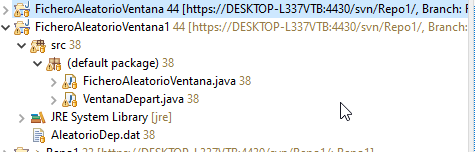 FicheroAleatorioVentana 44 [https://DESKTOP-L337VTB:4430/svn/Repo1/, Branch: F
FicheroAleatorioVentana1 44 [https://DESKTOP-L337VTB:4430/svn/Repo1/, Branch:
src 38
(default package) 38
FicheroAleatorioVentana.java 38
VentanaDepart.java 38
JRE System Library [jre]
AleatorioDep.dat 38